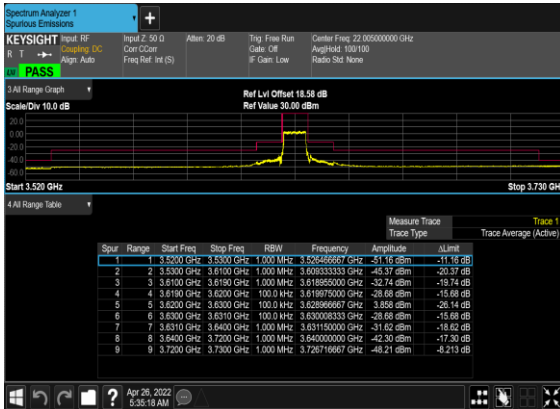 Spectrum Analyzer 1
Spurious Emissions
KEYSIGHT Input: RF Input Z: 50 Ω Atten: 20 dB Trig: Free Run Center Freq: 22.005000000 GHz
R T Coupling: DC Corr CCorr Gate: Off Avg|Hold: 100/100
Align: Auto Freq Ref: Int (S) IF Gain: Low Radio Std: None
LXI PASS
3 All Range Graph
Ref Lvl Offset 18.58 dB
Scale/Div 10.0 dB Ref Value 30.00 dBm
20.0
0.00
-20.0
-40.0
-60.0
Start 3.520 GHz Stop 3.730 GH
4 All Range Table
Measure Trace Trace 1
Trace Type Trace Average (Active)
Spur Range Start Freq Stop Freq RBW Frequency Amplitude ΔLimit
1 1 3.5200 GHz 3.5300 GHz 1.000 MHz 3.526466667 GHz -51.16 dBm -11.16 dB
2 2 3.5300 GHz 3.6100 GHz 1.000 MHz 3.609333333 GHz -45.37 dBm -20.37 dB
3 3 3.6100 GHz 3.6190 GHz 1.000 MHz 3.618955000 GHz -32.74 dBm -19.74 dB
4 4 3.6190 GHz 3.6200 GHz 100.0 kHz 3.619975000 GHz -28.68 dBm -15.68 dB
5 5 3.6200 GHz 3.6300 GHz 100.0 kHz 3.628966667 GHz 3.858 dBm -26.14 dB
6 6 3.6300 GHz 3.6310 GHz 100.0 kHz 3.630008333 GHz -28.68 dBm -15.68 dB
7 7 3.6310 GHz 3.6400 GHz 1.000 MHz 3.631150000 GHz -31.62 dBm -18.62 dB
8 8 3.6400 GHz 3.7200 GHz 1.000 MHz 3.640000000 GHz -42.30 dBm -17.30 dB
9 9 3.7200 GHz 3.7300 GHz 1.000 MHz 3.726716667 GHz -48.21 dBm -8.213 dB
Apr 26, 2022
5:35:18 AM